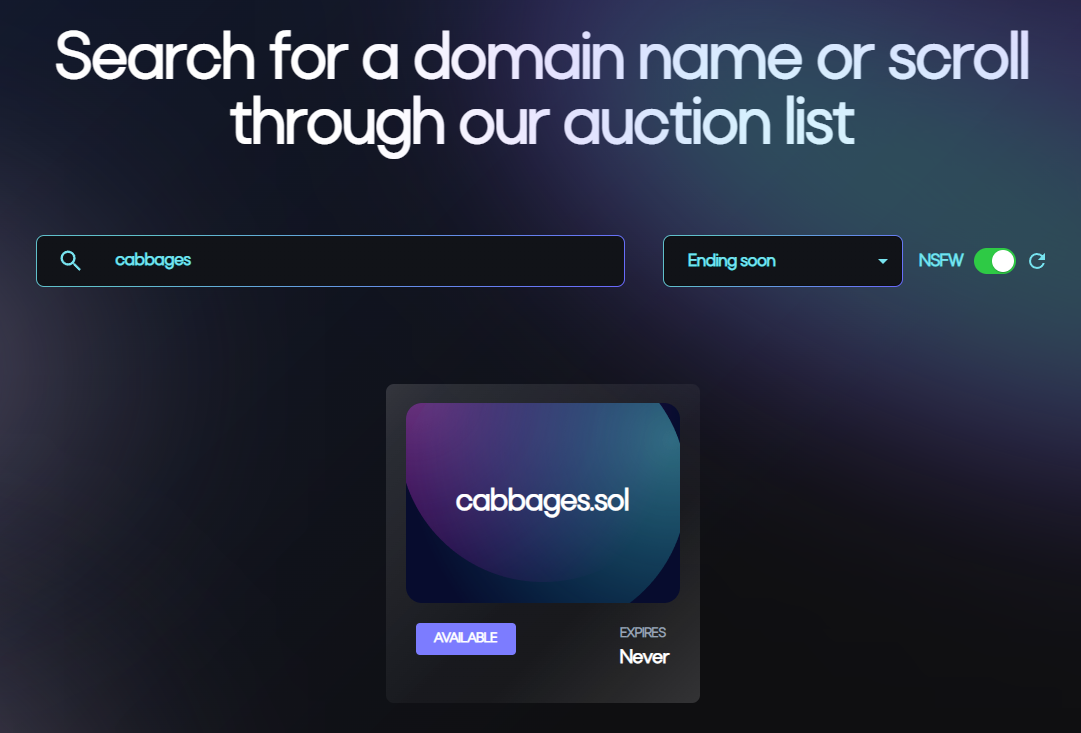 Search for a domain name or scroll
through our auction list
cabbages
Ending soon
NSFW
cabbages.sol
AVAILABLE
EXPIRES
Never